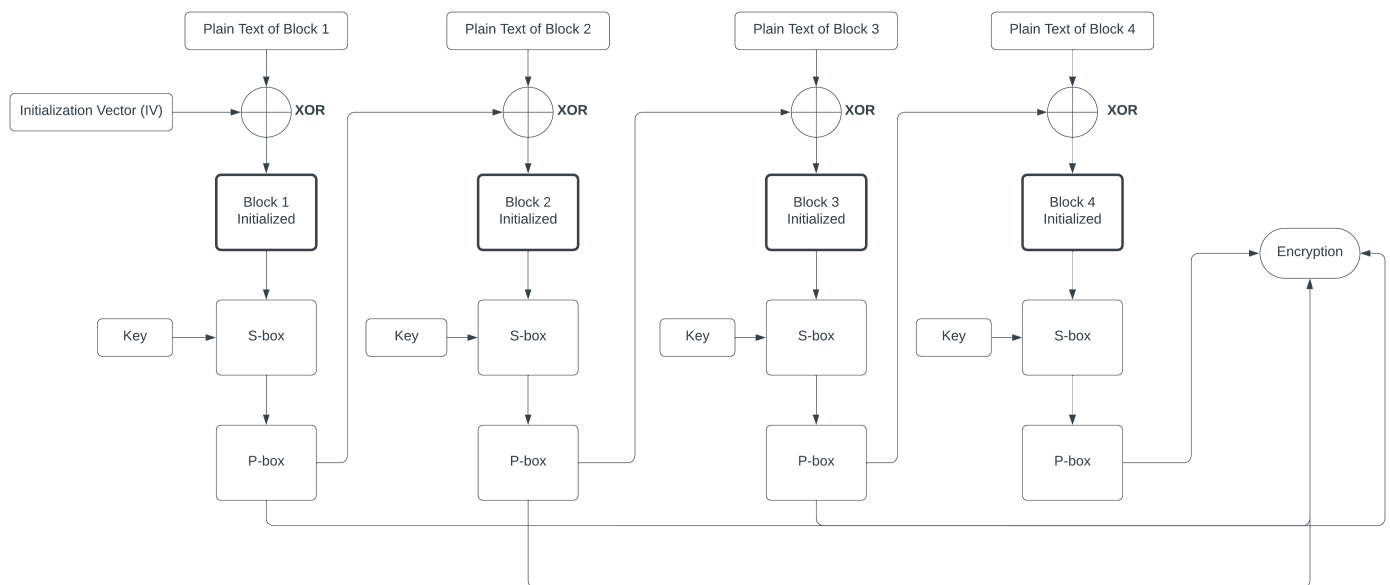 Plain Text of Block 1
Plain Text of Block 2
Plain Text of Block 3
Plain Text of Block 4
Initialization Vector (IV)
XOR
XOR
XOR
XOR
Block 1
Initialized
Block 2
Initialized
Block 3
Initialized
Block 4
Initialized
Encryption
Key
S-box
Key
S-box
Key
S-box
Key
S-box
P-box
P-box
P-box
P-box